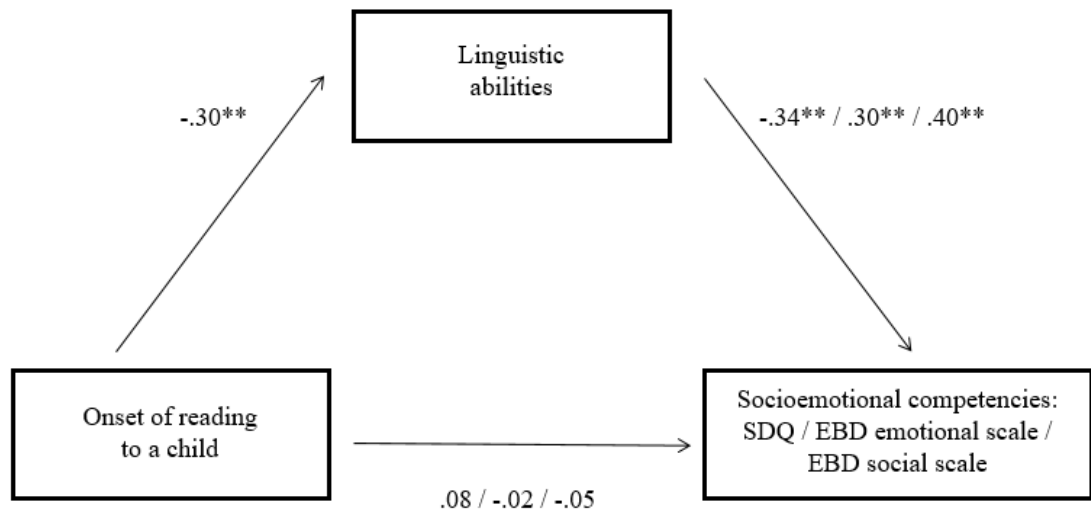 Linguistic
abilities
-.30**
-.34** / .30** / .40**
Onset of reading
to a child
Socioemotional competencies:
SDQ / EBD emotional scale /
EBD social scale
.08 / -.02 / -.05